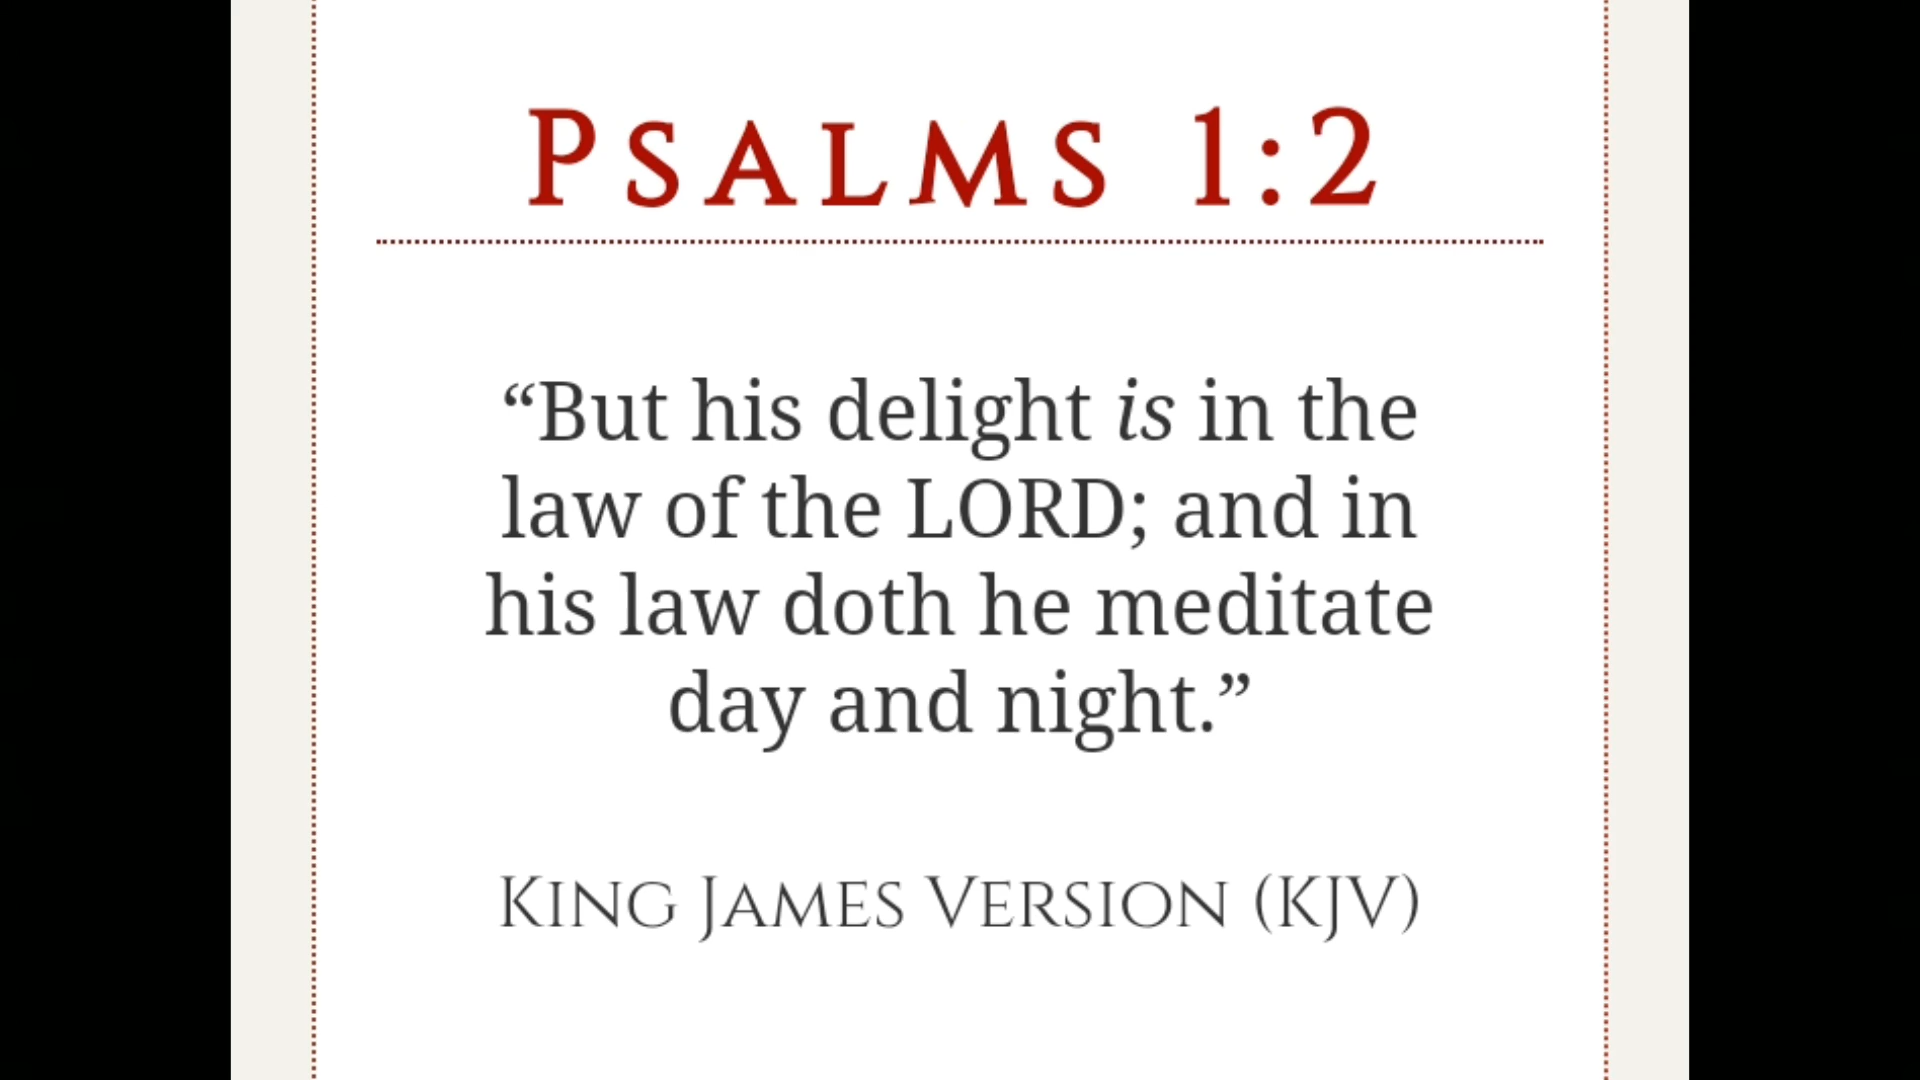 Psalms 1:2
“But his delight is in the
law of the LORD; and in
his law doth he meditate
day and night.”
King James Version (KJV)